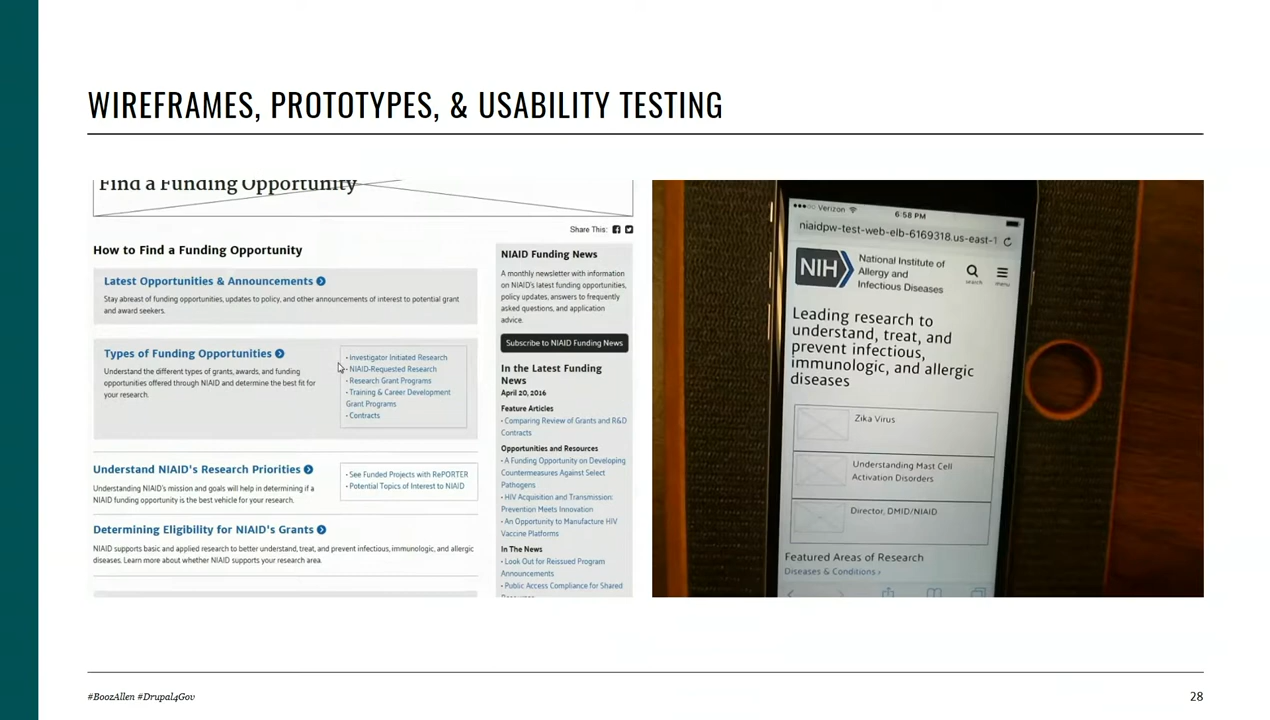 WIREFRAMES, PROTOTYPES, & USABILITY TESTING
Find a Funding Opportunity
Share This:
How to Find a Funding Opportunity
Latest Opportunities & Announcements
Stay abreast of funding opportunities, updates to policy, and other announcements of interest to potential grant
and award seekers.
Types of Funding Opportunities
Understand the different types of grants, awards, and funding
opportunities offered through NIAID and determine the best fit for
your research.
• Investigator Initiated Research
• NIAID-Requested Research
• Research Grant Programs
• Training & Career Development
Grant Programs
• Contracts
Understand NIAID's Research Priorities
Understanding NIAID's mission and goals will help in determining if a
NIAID funding opportunity is the best vehicle for your research.
• See Funded Projects with RePORTER
• Potential Topics of Interest to NIAID
Determining Eligibility for NIAID's Grants
NIAID supports basic and applied research to better understand, treat, and prevent infectious, immunologic, and allergic
diseases. Learn more about whether NIAID supports your research area.
NIAID Funding News
A monthly newsletter with information
on NIAID's latest funding opportunities,
policy updates, answers to frequently
asked questions, and application
advice.
Subscribe to NIAID Funding News
In the Latest Funding
News
April 20, 2016
Feature Articles
• Comparing Review of Grants and R&D
Contracts
Opportunities and Resources
• A Funding Opportunity on Developing
Countermeasures Against Select
Pathogens
• HIV Acquisition and Transmission
Prevention Meets Innovation
• An Opportunity to Manufacture HIV
Vaccine Platforms
In The News
• Look Out for Reissued Program
Announcements
• Public Access Compliance for Shared
Verizon
6:58 PM
niaidpw-test-web-elb-6169318.us-east-1
NIH
National Institute of
Allergy and
Infectious Diseases
search
menu
Leading research to
understand, treat, and
prevent infectious,
immunologic, and allergic
diseases
Zika Virus
Understanding Mast Cell
Activation Disorders
Director, DMID/NIAID
Featured Areas of Research
Diseases & Conditions ›
#BoozAllen #Drupal4Gov
28